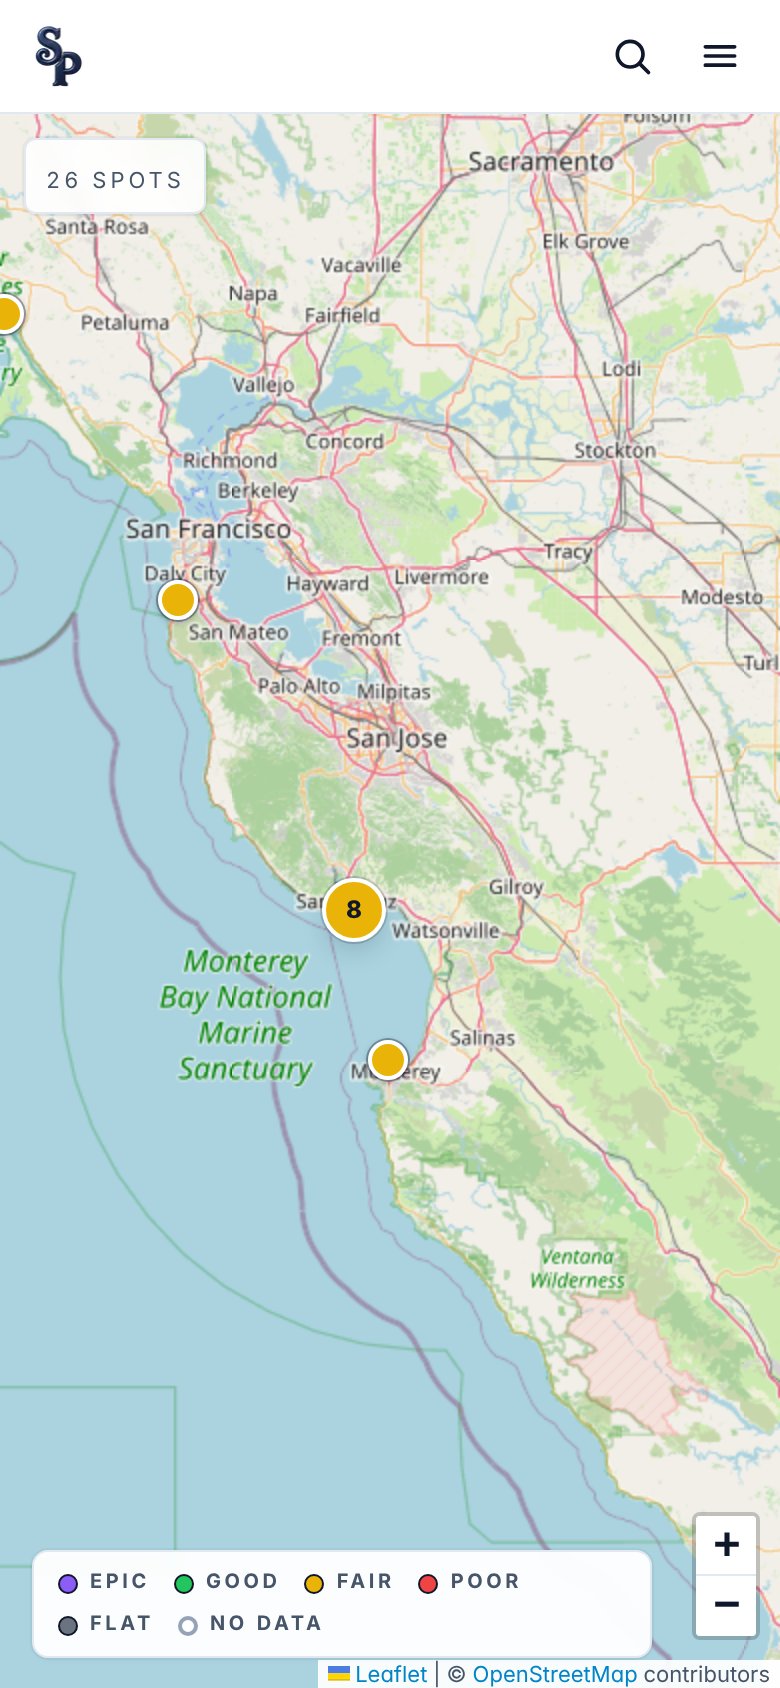 SP
Folsom
26 SPOTS
Sacramento
Santa Rosa
Elk Grove
Vacaville
r
es
Napa
Fairfield
Petaluma
e
ry
Lodi
Vallejo
Concord
Stockton
Richmond
Berkeley
San Francisco
Tracy
Daly City
Hayward
Livermore
Modesto
San Mateo
Fremont
Turl
Palo Alto
Milpitas
San Jose
Gilroy
8
Watsonville
Monterey
Bay National
Marine
Sanctuary
Salinas
Ventana
Wilderness
+
−
EPIC GOOD FAIR POOR
FLAT NO DATA
Leaflet | © OpenStreetMap contributors